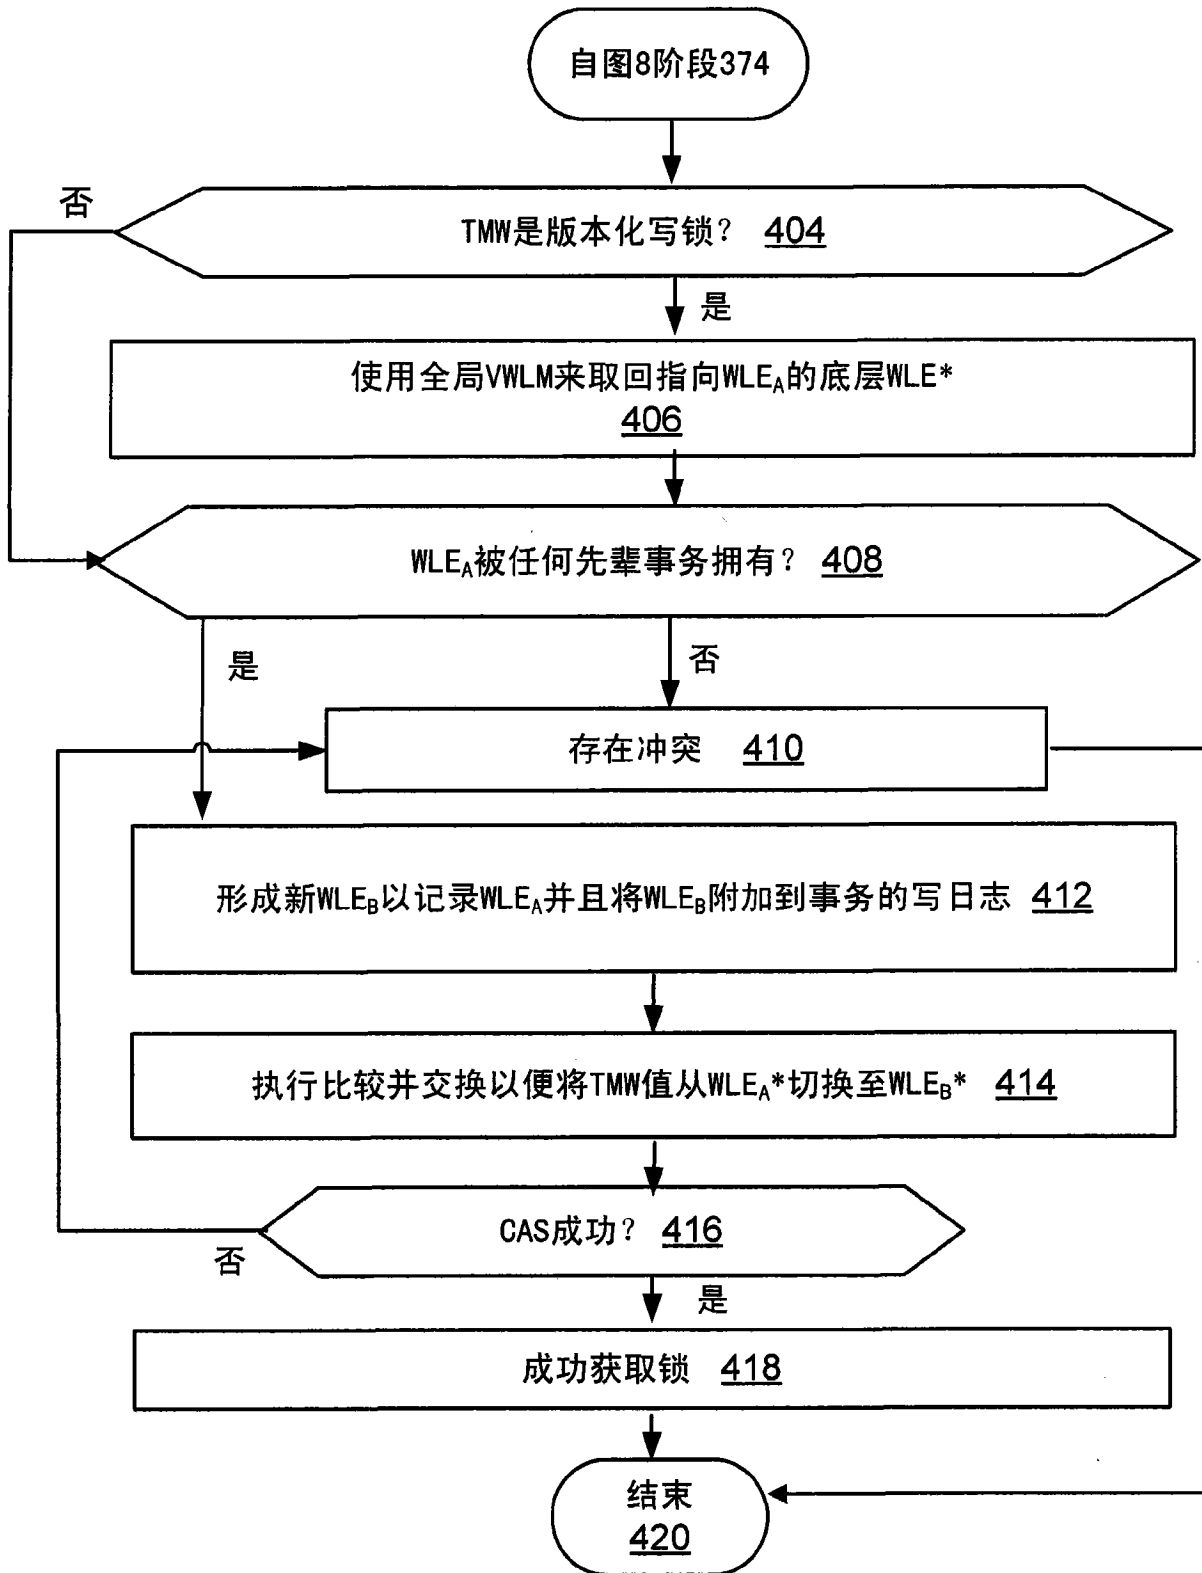 自图8阶段374
否
TMW是版本化写锁？ 404
是
使用全局VWLM来取回指向WLEA的底层WLE*
406
WLEA被任何先辈事务拥有？ 408
是
否
存在冲突 410
形成新WLEB以记录WLEA并且将WLEB附加到事务的写日志 412
执行比较并交换以便将TMW值从WLEA*切换至WLEB* 414
CAS成功？ 416
否
是
成功获取锁 418
结束
420